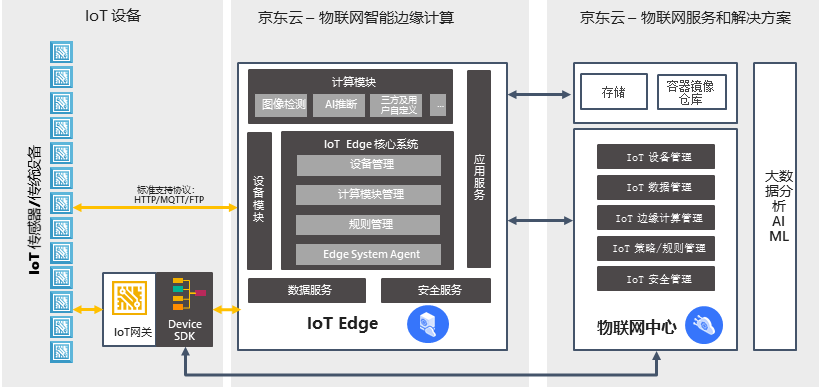 IoT 设备
京东云 – 物联网智能边缘计算
京东云 – 物联网服务和解决方案
IoT 传感器/传统设备
标准支持协议：
HTTP/MQTT/FTP
IoT网关
Device
SDK
计算模块
图像检测
AI推断
三方及用
户自定义
...
设备模块
IoT Edge 核心系统
设备管理
计算模块管理
规则管理
Edge System Agent
应用服务
数据服务
安全服务
IoT Edge
存储
容器镜像
仓库
IoT 设备管理
IoT 数据管理
IoT 边缘计算管理
IoT 策略/规则管理
IoT 安全管理
物联网中心
大数
据分
析
AI
ML